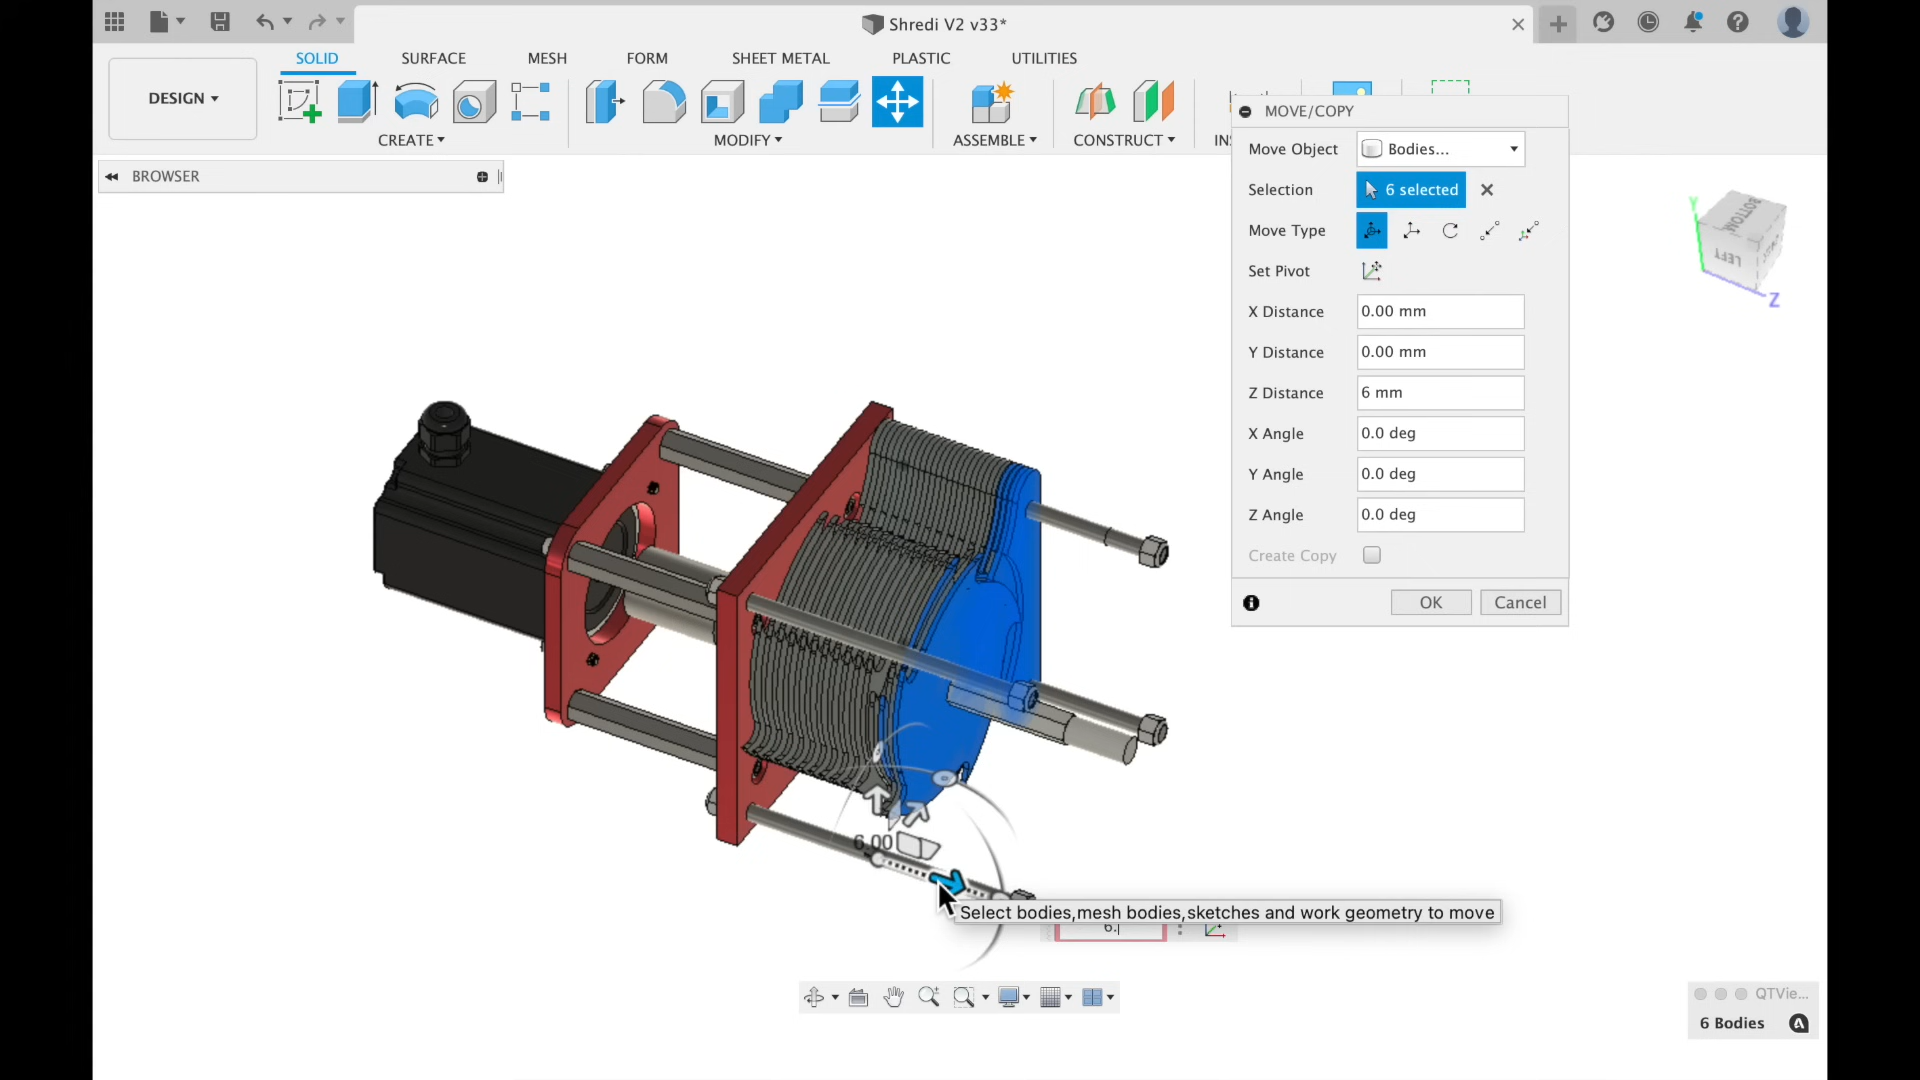 Shredi V2 v33*
SOLID SURFACE MESH FORM SHEET METAL PLASTIC UTILITIES
DESIGN
CREATE MODIFY ASSEMBLE CONSTRUCT
BROWSER
MOVE/COPY
Move Object Bodies...
Selection 6 selected
Move Type
Set Pivot
X Distance 0.00 mm
Y Distance 0.00 mm
Z Distance 6 mm
X Angle 0.0 deg
Y Angle 0.0 deg
Z Angle 0.0 deg
Create Copy
OK Cancel
Y
BOTTOM
LEFT
Z
6.00
Select bodies,mesh bodies,sketches and work geometry to move
6.
QTVie...
6 Bodies